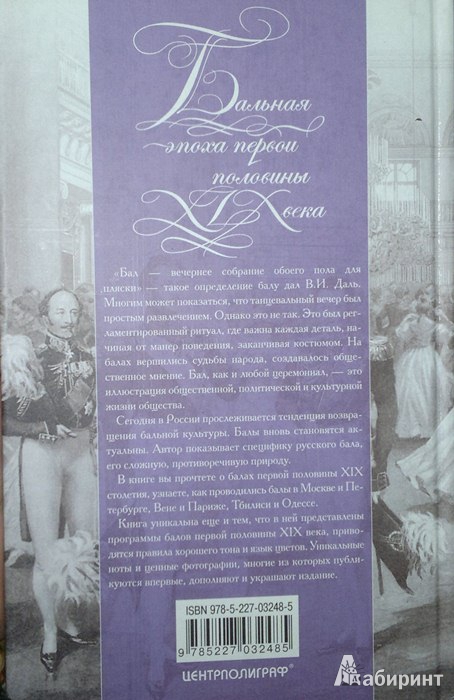 Бальная
эпоха первой
половины
XIX века
«Бал — вечернее собрание обоего пола для
пляски» — такое определение балу дал В.И. Даль.
Многим может показаться, что танцевальный вечер был
простым развлечением. Однако это не так. Это был рег-
ламентированный ритуал, где важна каждая деталь, на-
чиная от манер поведения, заканчивая костюмом. На
балах вершились судьбы народа, создавалось общес-
твенное мнение. Бал, как и любой церемониал, — это
иллюстрация общественной, политической и культурной
жизни общества.
Сегодня в России прослеживается тенденция возвра-
щения бальной культуры. Балы вновь становятся ак-
туальны. Автор показывает специфику русского бала,
его сложную, противоречивую природу.
В книге вы прочтете о балах первой половины XIX
столетия, узнаете, как проводились балы в Москве и Пе-
тербурге, Вене и Париже, Тбилиси и Одессе.
Книга уникальна еще и тем, что в ней представлены
программы балов первой половины XIX века, приво-
дятся правила хорошего тона и язык цветов. Уникальные
ноты и ценные фотографии, многие из которых публи-
куются впервые, дополняют и украшают издание.
ISBN 978-5-227-03248-5
9 785227 032485
ЦЕНТРПОЛИГРАФ®
Лабиринт